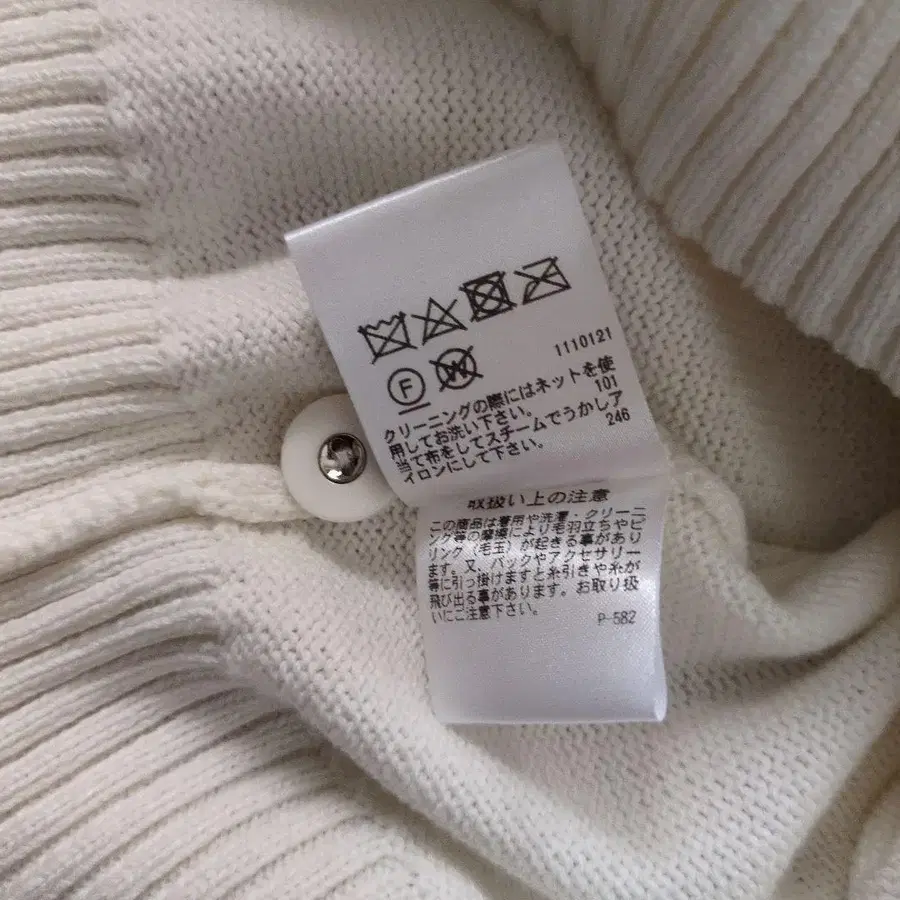 F W
1110121
クリーニングの際にはネットを使
101
用してお洗い下さい。
246
当て布をしてスチームでうかしア
イロンにして下さい。
取扱い上の注意
この商品は着用や洗濯・クリーニ
ング等の摩擦により毛羽立ちやピ
リング(毛玉)が起きる事があり
ます。又、バックやアクセサリー
等に引っ掛けますと糸引きや糸が
飛び出る事があります。お取り扱
いにご注意下さい。
P-582